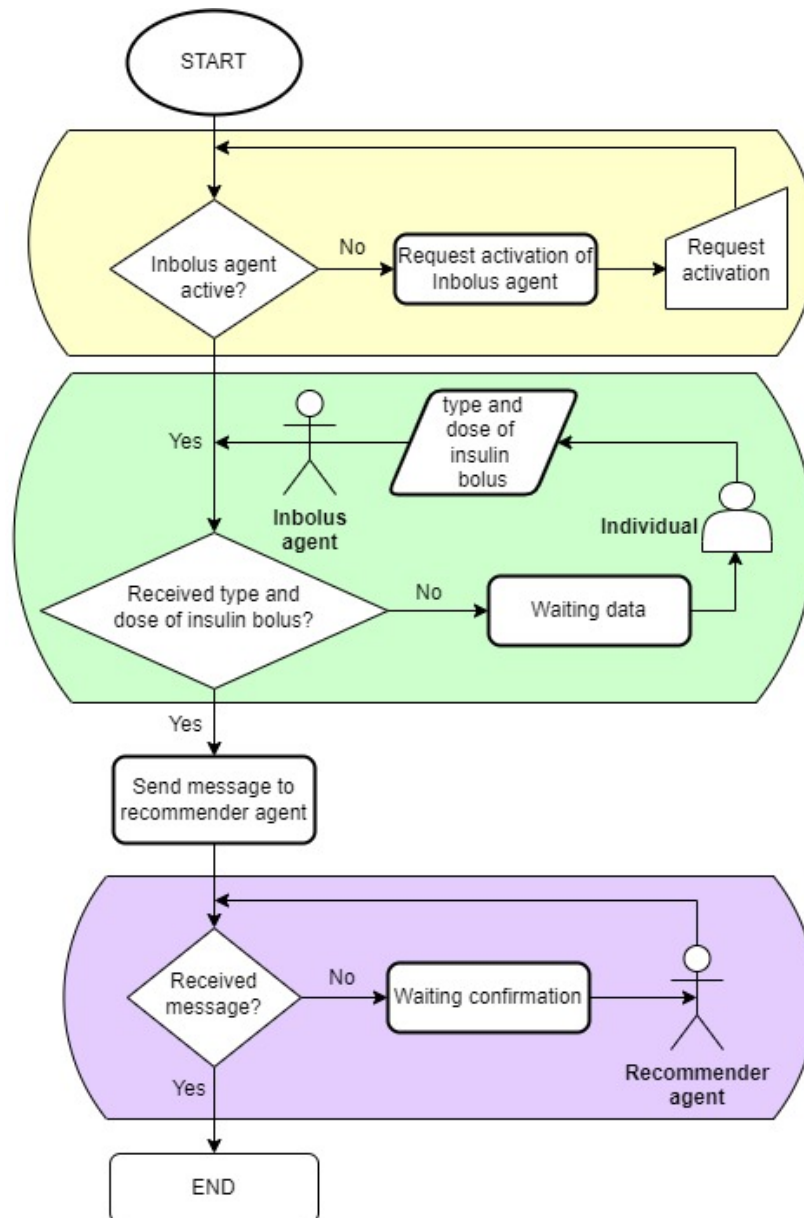 START
Inbolus agent
active?
No
Request activation of
Inbolus agent
Request
activation
Yes
type and
dose of
insulin
bolus
Inbolus
agent
Individual
Received type and
dose of insulin bolus?
No
Waiting data
Yes
Send message to
recommender agent
Received
message?
No
Waiting confirmation
Recommender
agent
Yes
END